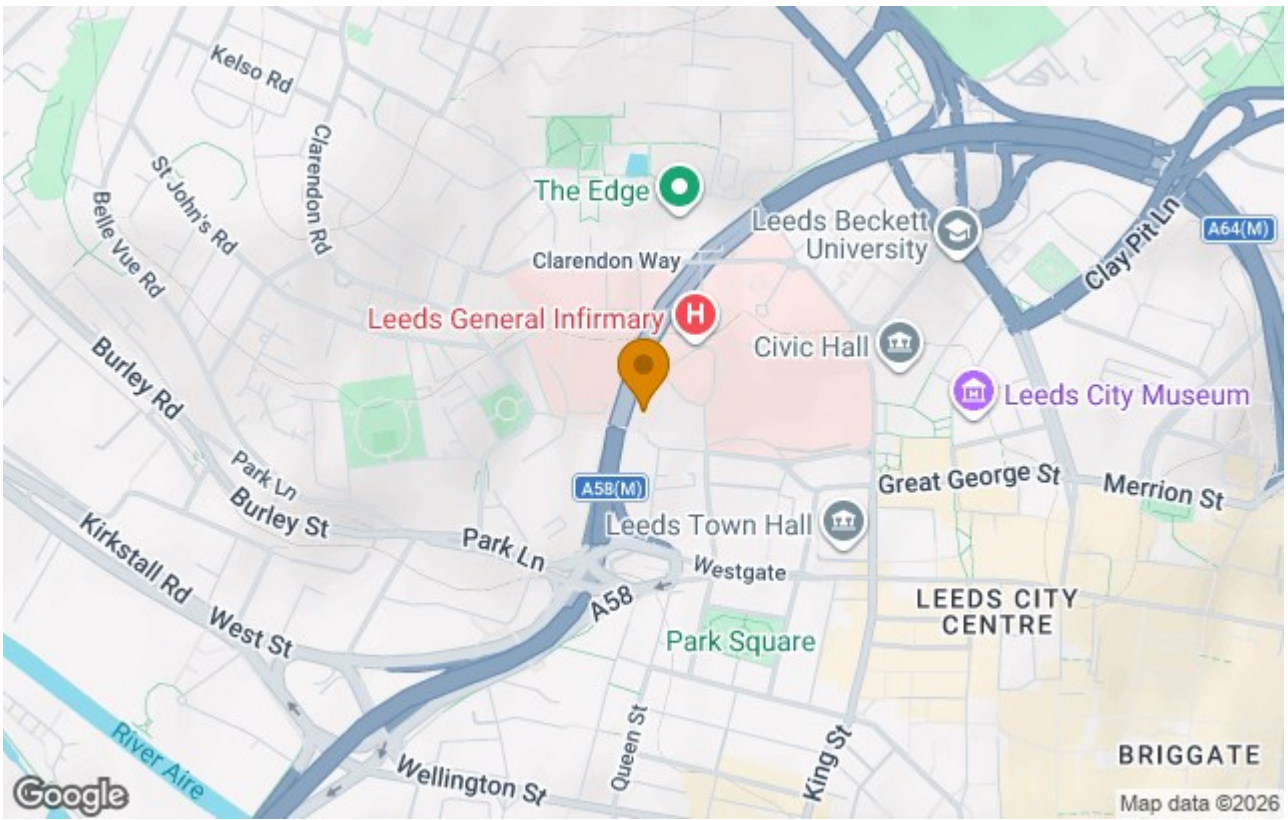 Kelso Rd
Clarendon Rd
St John's Rd
Belle Vue Rd
The Edge
Leeds Beckett
University
A64(M)
Clay Pit Ln
Clarendon Way
Leeds General Infirmary
H
Civic Hall
Leeds City Museum
Burley Rd
Park Ln
Burley St
A58(M)
Great George St
Merrion St
Kirkstall Rd
Park Ln
Leeds Town Hall
Westgate
A58
West St
LEEDS CITY
CENTRE
Park Square
River Aire
Queen St
King St
Wellington St
BRIGGATE
Google
Map data ©2026